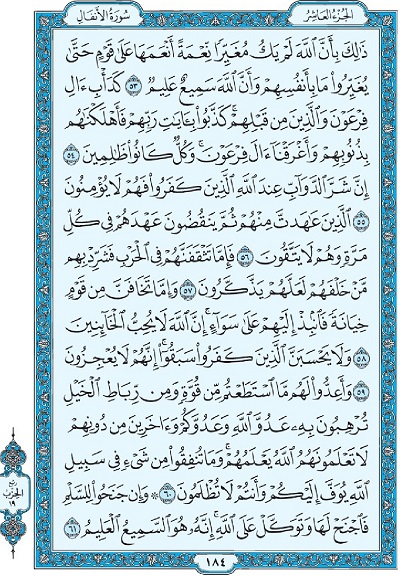 الجزء العاشر
سورة الأنفال
ذَٰلِكَ بِأَنَّ ٱللَّهَ لَمْ يَكُ مُغَيِّرًا نِّعْمَةً أَنْعَمَهَا عَلَىٰ قَوْمٍ حَتَّىٰ
يُغَيِّرُوا۟ مَا بِأَنفُسِهِمْ وَأَنَّ ٱللَّهَ سَمِيعٌ عَلِيمٌ ٥٣ كَدَأْبِ ءَالِ
فِرْعَوْنَ وَٱلَّذِينَ مِن قَبْلِهِمْ ۚ كَذَّبُوا۟ بِـَٔايَٰتِ رَبِّهِمْ فَأَهْلَكْنَٰهُم
بِذُنُوبِهِمْ وَأَغْرَقْنَآ ءَالَ فِرْعَوْنَ ۚ وَكُلٌّ كَانُوا۟ ظَٰلِمِينَ ٥٤
إِنَّ شَرَّ ٱلدَّوَآبِّ عِندَ ٱللَّهِ ٱلَّذِينَ كَفَرُوا۟ فَهُمْ لَا يُؤْمِنُونَ
٥٥ ٱلَّذِينَ عَٰهَدتَّ مِنْهُمْ ثُمَّ يَنقُضُونَ عَهْدَهُمْ فِى كُلِّ
مَرَّةٍ وَهُمْ لَا يَتَّقُونَ ٥٦ فَإِمَّا تَثْقَفَنَّهُمْ فِى ٱلْحَرْبِ فَشَرِّدْ بِهِم
مَّنْ خَلْفَهُمْ لَعَلَّهُمْ يَذَّكَّرُونَ ٥٧ وَإِمَّا تَخَافَنَّ مِن قَوْمٍ
خِيَانَةً فَٱنۢبِذْ إِلَيْهِمْ عَلَىٰ سَوَآءٍ ۚ إِنَّ ٱللَّهَ لَا يُحِبُّ ٱلْخَآئِنِينَ
٥٨ وَلَا يَحْسَبَنَّ ٱلَّذِينَ كَفَرُوا۟ سَبَقُوٓا۟ ۚ إِنَّهُمْ لَا يُعْجِزُونَ
٥٩ وَأَعِدُّوا۟ لَهُم مَّا ٱسْتَطَعْتُم مِّن قُوَّةٍ وَمِن رِّبَاطِ ٱلْخَيْلِ
تُرْهِبُونَ بِهِۦ عَدُوَّ ٱللَّهِ وَعَدُوَّكُمْ وَءَاخَرِينَ مِن دُونِهِمْ
لَا تَعْلَمُونَهُمُ ٱللَّهُ يَعْلَمُهُمْ ۚ وَمَا تُنفِقُوا۟ مِن شَىْءٍ فِى سَبِيلِ
ٱللَّهِ يُوَفَّ إِلَيْكُمْ وَأَنتُمْ لَا تُظْلَمُونَ ٦٠ ۞ وَإِن جَنَحُوا۟ لِلسَّلْمِ
فَٱجْنَحْ لَهَا وَتَوَكَّلْ عَلَى ٱللَّهِ ۚ إِنَّهُۥ هُوَ ٱلسَّمِيعُ ٱلْعَلِيمُ ٦١
١٨٤
ربع
الحزب